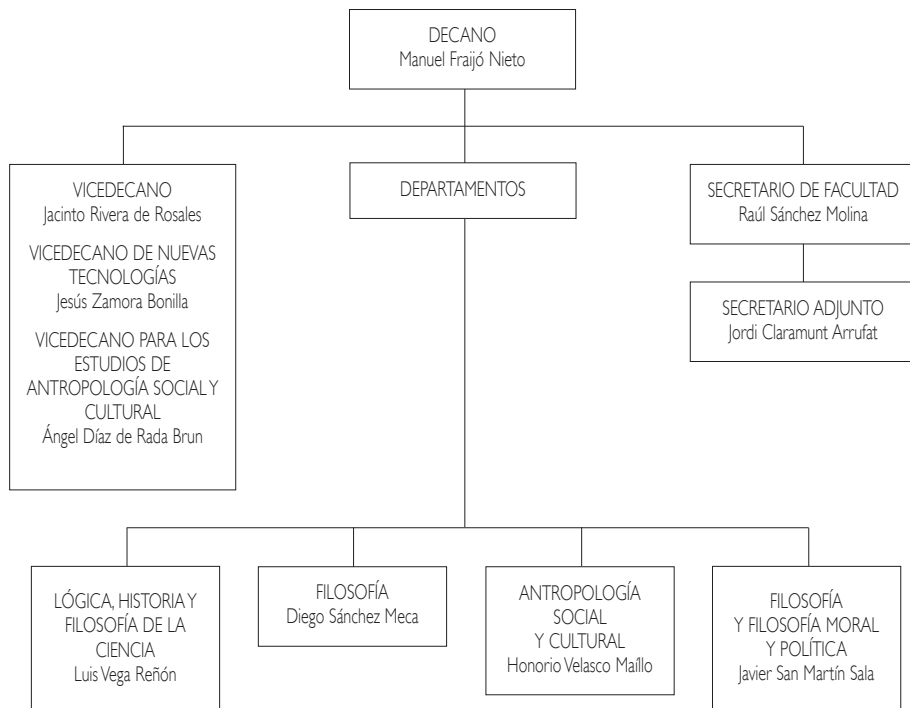 DECANO
Manuel Fraijó Nieto
VICEDECANO
Jacinto Rivera de Rosales
VICEDECANO DE NUEVAS
TECNOLOGÍAS
Jesús Zamora Bonilla
VICEDECANO PARA LOS
ESTUDIOS DE
ANTROPOLOGÍA SOCIAL Y
CULTURAL
Ángel Díaz de Rada Brun
DEPARTAMENTOS
SECRETARIO DE FACULTAD
Raúl Sánchez Molina
SECRETARIO ADJUNTO
Jordi Claramunt Arrufat
LÓGICA, HISTORIA Y
FILOSOFÍA DE LA
CIENCIA
Luis Vega Reñón
FILOSOFÍA
Diego Sánchez Meca
ANTROPOLOGÍA
SOCIAL
Y CULTURAL
Honorio Velasco Maíllo
FILOSOFÍA
Y FILOSOFÍA MORAL
Y POLÍTICA
Javier San Martín Sala